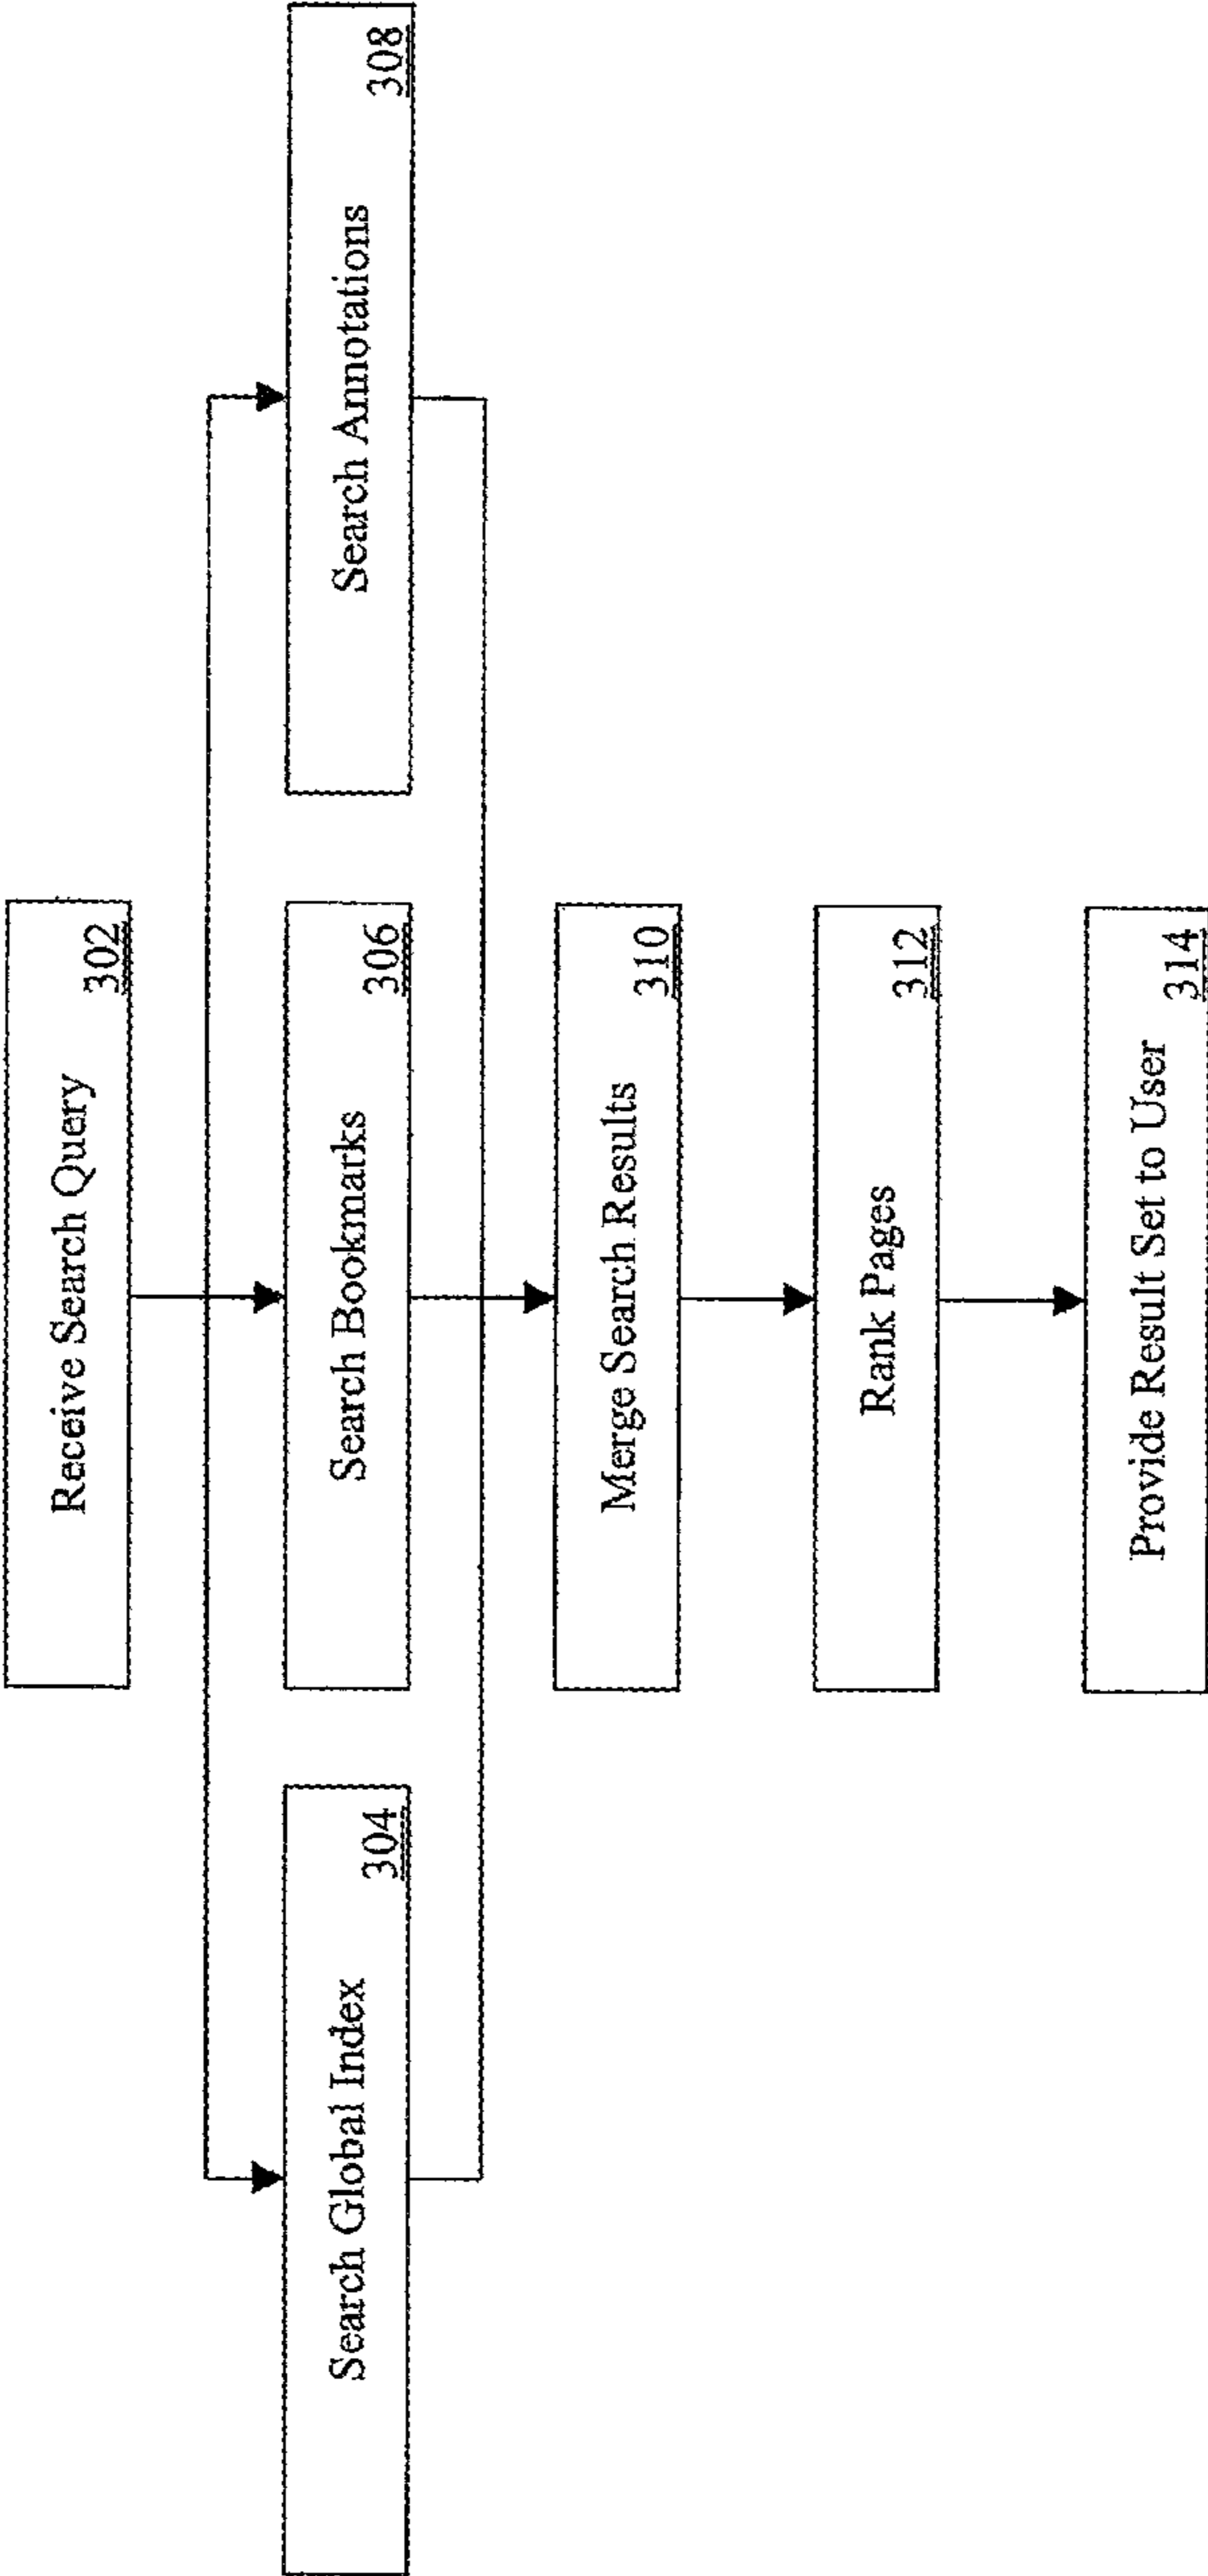 Receive Search Query
302
Search Global Index
304
Search Bookmarks
306
Search Annotations
308
Merge Search Results
310
Rank Pages
312
Provide Result Set to User
314